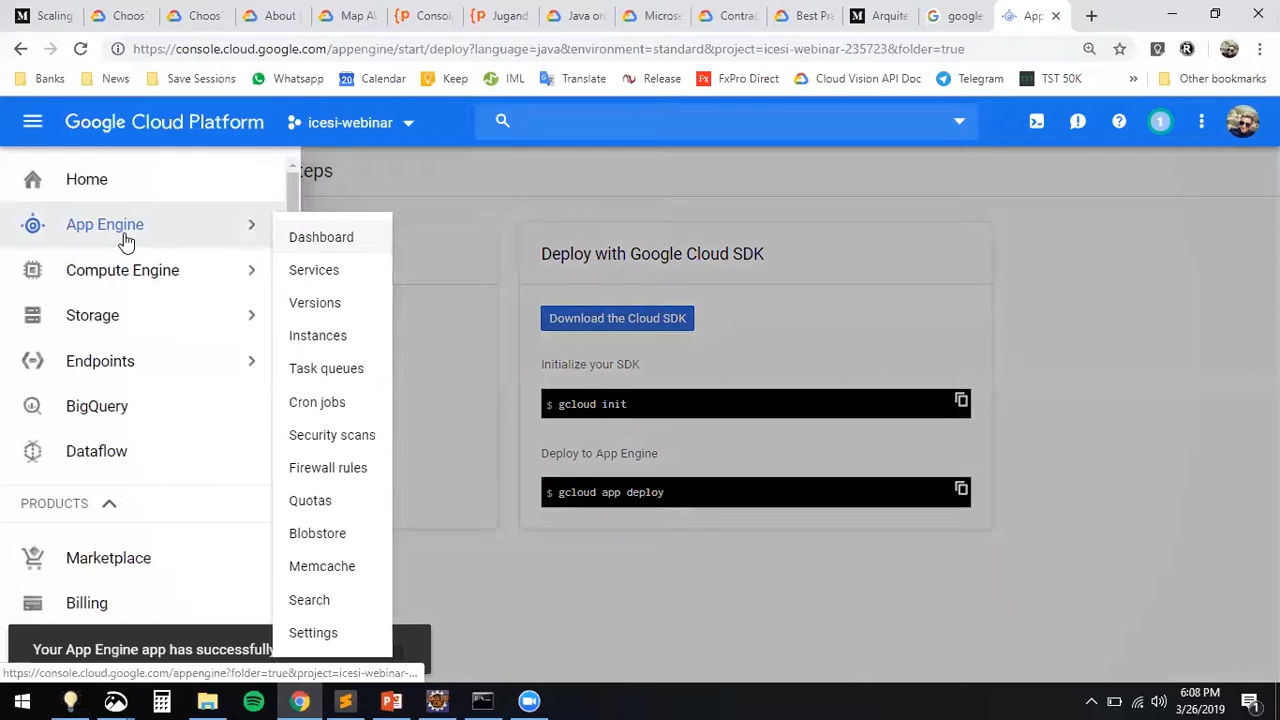 Scaling
Choos
Choos
About
Map A
Conso
Jugand
Java o
Micros
Contra
Best Pr
Arquite
google
App
https://console.cloud.google.com/appengine/start/deploy?language=java&environment=standard&project=icesi-webinar-235723&folder=true
Banks
News
Save Sessions
Whatsapp
20
Calendar
Keep
IML
Translate
Release
Fx
FxPro Direct
Cloud Vision API Doc
Telegram
TST
TST 50K
»
Other bookmarks
Google Cloud Platform
icesi-webinar
1
teps
Home
App Engine
Compute Engine
Storage
Endpoints
BigQuery
Dataflow
PRODUCTS
Marketplace
Billing
Dashboard
Services
Versions
Instances
Task queues
Cron jobs
Security scans
Firewall rules
Quotas
Blobstore
Memcache
Search
Settings
Deploy with Google Cloud SDK
Download the Cloud SDK
Initialize your SDK
$ gcloud init
Deploy to App Engine
$ gcloud app deploy
Your App Engine app has successfully
https://console.cloud.google.com/appengine?folder=true&project=icesi-webinar-...
6:08 PM
3/26/2019